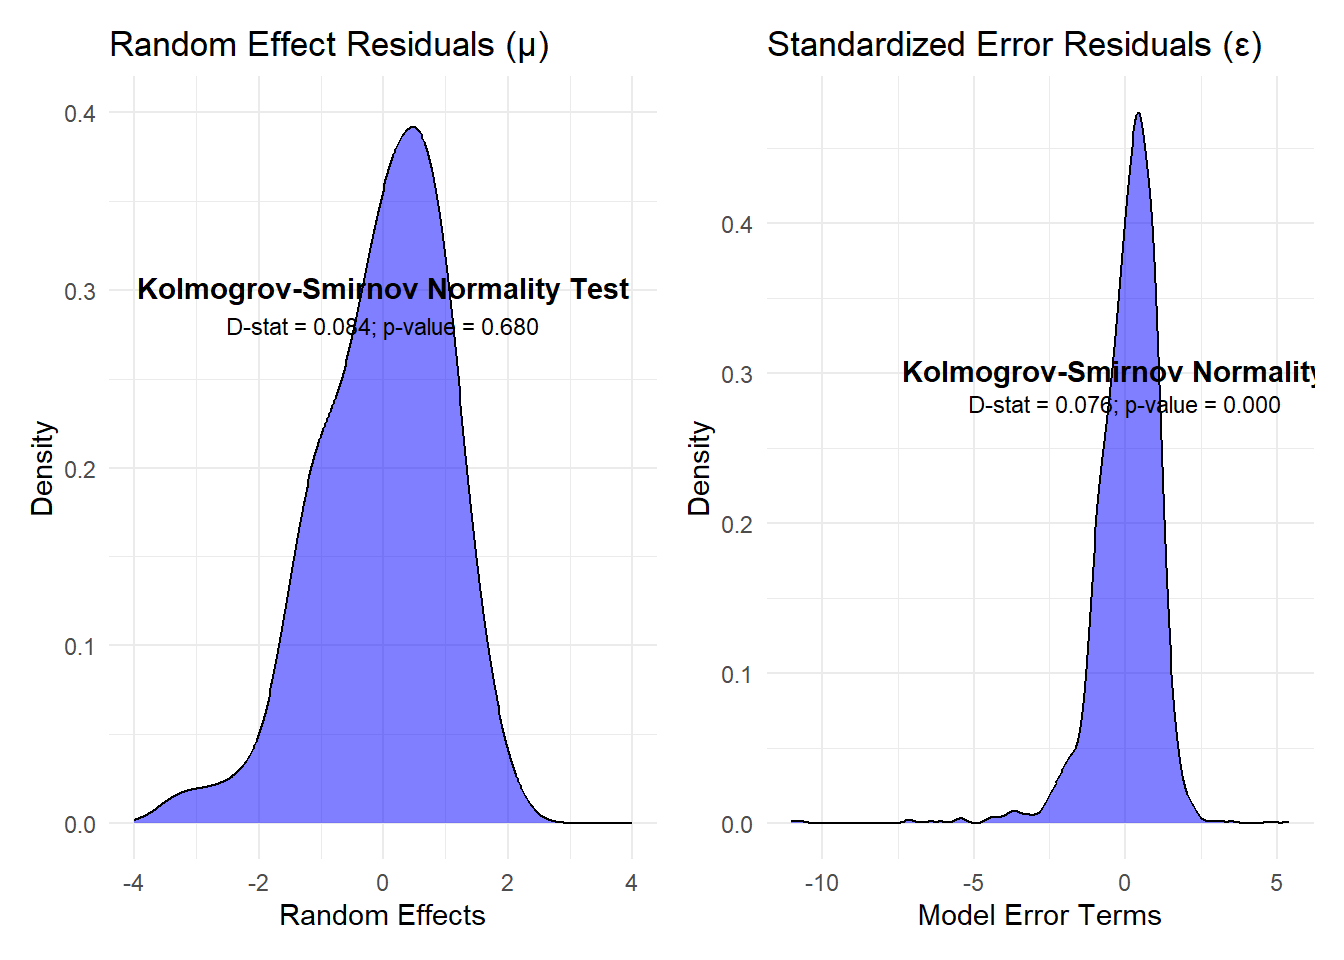 Random Effect Residuals (μ)
0.4
0.3
0.2
0.1
0.0
Density
Kolmogrov-Smirnov Normality Test
D-stat = 0.084; p-value = 0.680
-4 -2 0 2 4
Random Effects
Standardized Error Residuals (ε)
0.4
0.3
0.2
0.1
0.0
Density
Kolmogrov-Smirnov Normality
D-stat = 0.076; p-value = 0.000
-10 -5 0 5
Model Error Terms